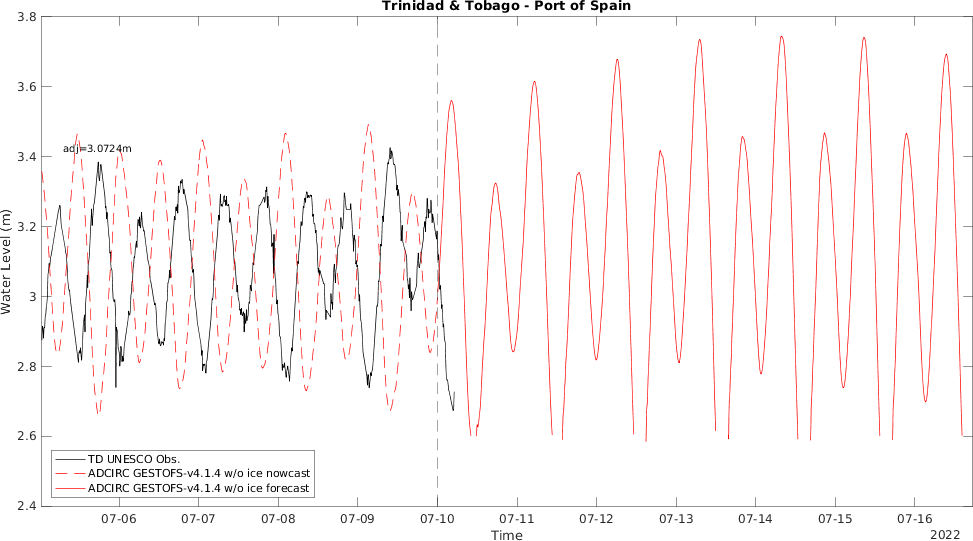 Trinidad & Tobago - Port of Spain
3.8
3.6
3.4
3.2
3
2.8
2.6
2.4
Water Level (m)
adj=3.0724m
TD UNESCO Obs.
ADCIRC GESTOFS-v4.1.4 w/o ice nowcast
ADCIRC GESTOFS-v4.1.4 w/o ice forecast
07-06 07-07 07-08 07-09 07-10 07-11 07-12 07-13 07-14 07-15 07-16
Time
2022